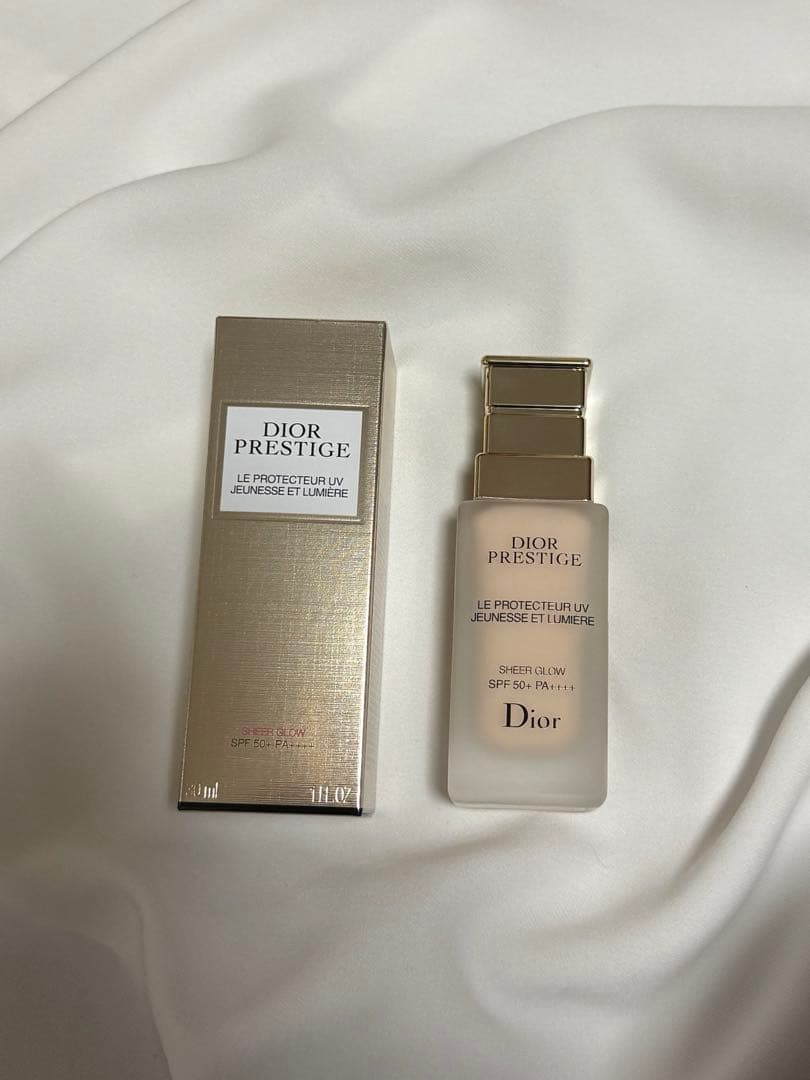 DIOR
PRESTIGE
LE PROTECTEUR UV
JEUNESSE ET LUMIÈRE
SHEER GLOW
SPF 50+ PA++++
30 ml
1 FL.OZ
DIOR
PRESTIGE
LE PROTECTEUR UV
JEUNESSE ET LUMIÈRE
SHEER GLOW
SPF 50+ PA++++
Dior